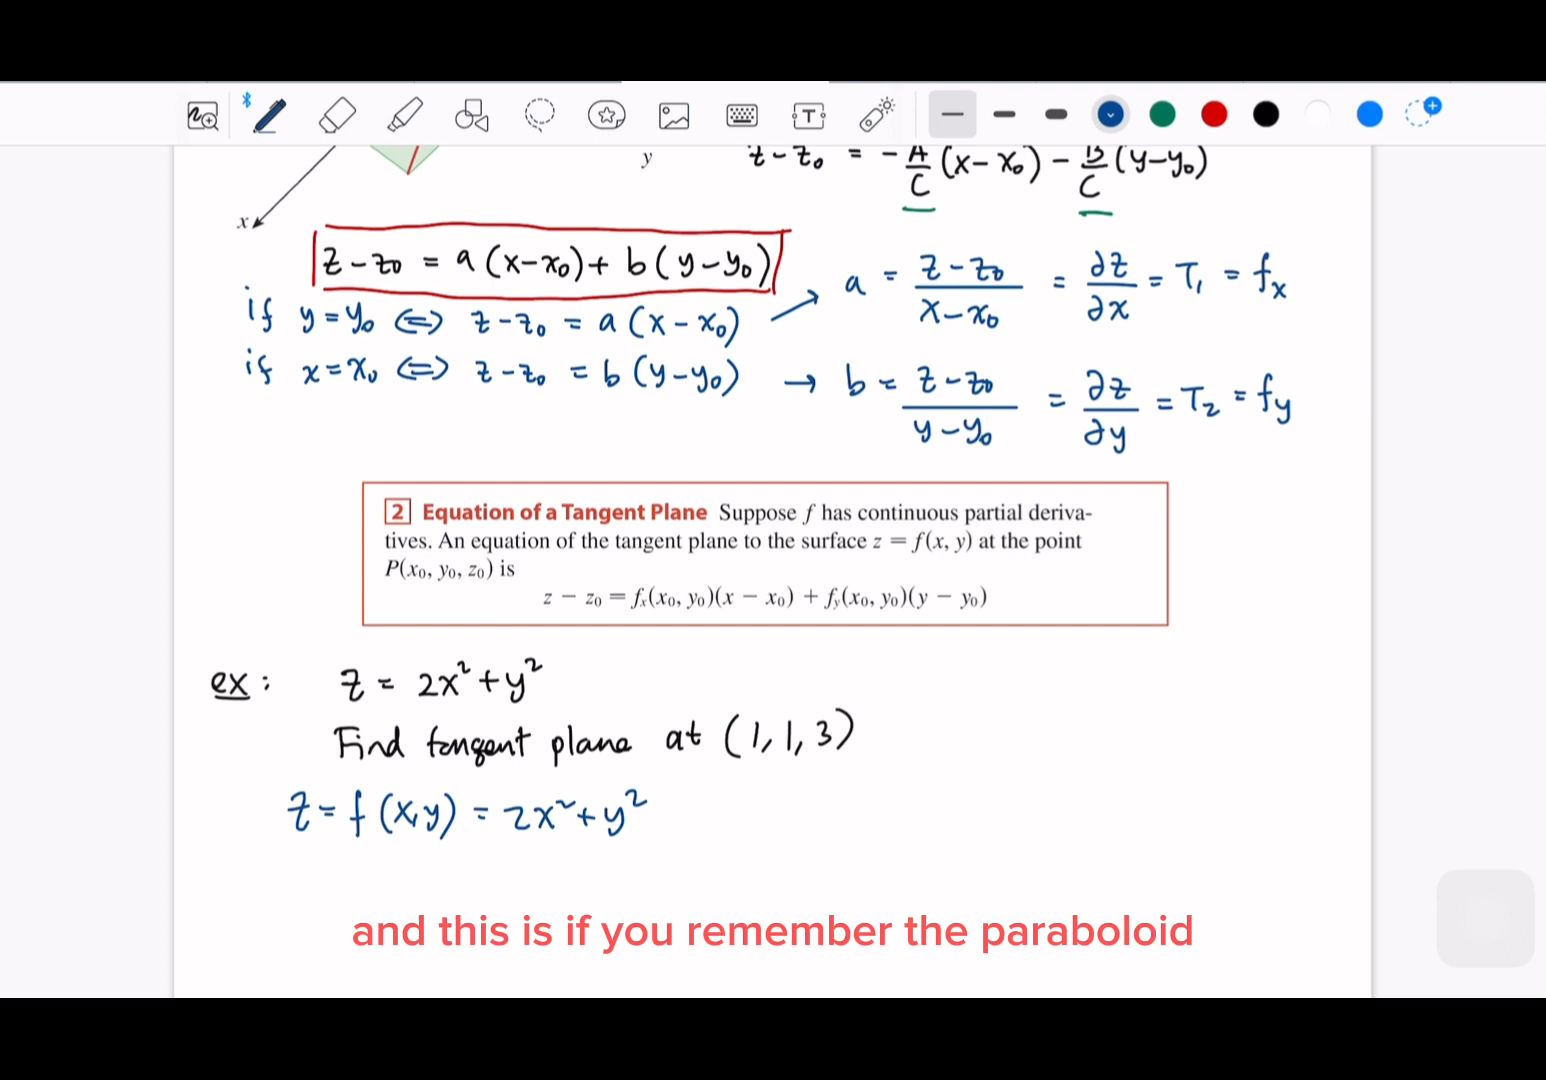 T
y
z - z₀ = - A/C (x - x₀) - B/C (y - y₀)
x
z - z₀ = a (x - x₀) + b (y - y₀)
a = z - z₀ / x - x₀ = ∂z/∂x = T₁ = fₓ
if y = y₀ ⟺ z - z₀ = a (x - x₀)
if x = x₀ ⟺ z - z₀ = b (y - y₀) → b = z - z₀ / y - y₀ = ∂z/∂y = T₂ = f_y
2 Equation of a Tangent Plane Suppose f has continuous partial deriva-
tives. An equation of the tangent plane to the surface z = f(x, y) at the point
P(x₀, y₀, z₀) is
z − z₀ = fₓ(x₀, y₀)(x − x₀) + f_y(x₀, y₀)(y − y₀)
ex: z = 2x² + y²
Find tangent plane at (1, 1, 3)
z = f(x,y) = 2x² + y²
and this is if you remember the paraboloid